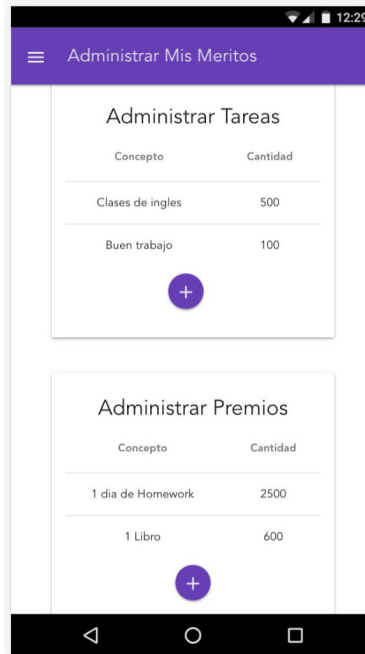 12:29
Administrar Mis Meritos
Administrar Tareas
Concepto Cantidad
Clases de ingles 500
Buen trabajo 100
+
Administrar Premios
Concepto Cantidad
1 dia de Homework 2500
1 Libro 600
+